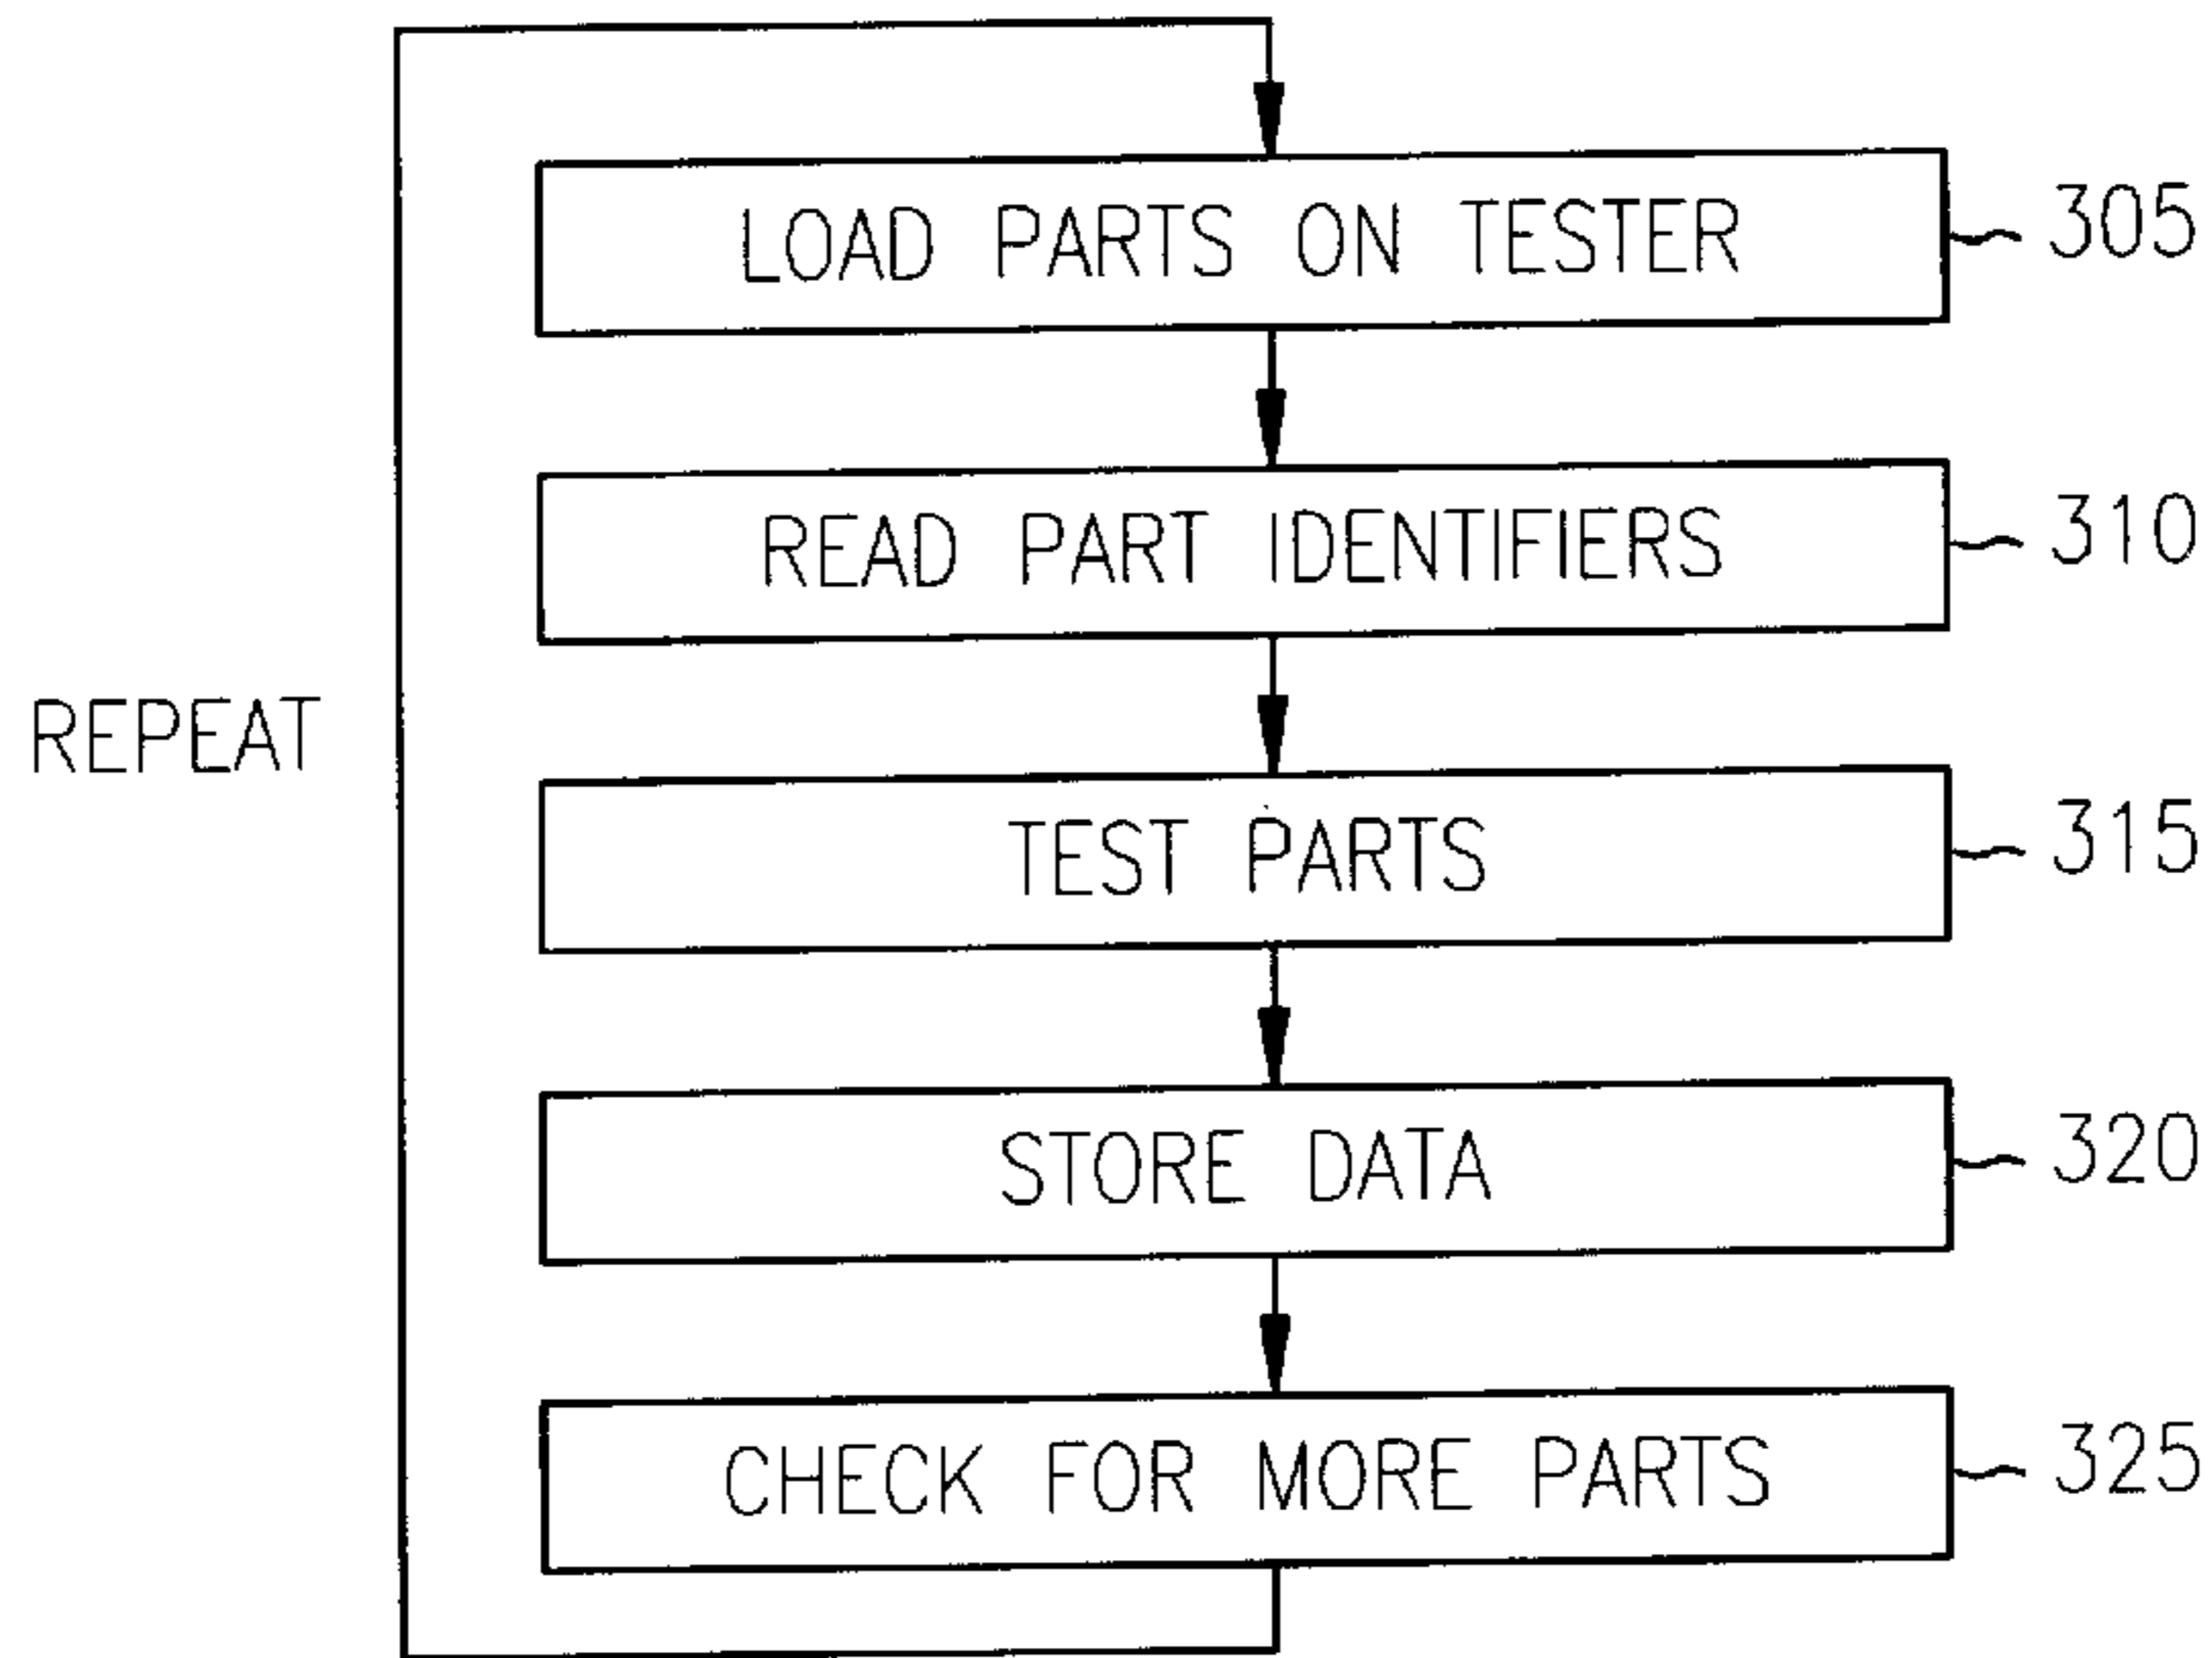 LOAD PARTS ON TESTER 305
READ PART IDENTIFIERS 310
REPEAT
TEST PARTS 315
STORE DATA 320
CHECK FOR MORE PARTS 325